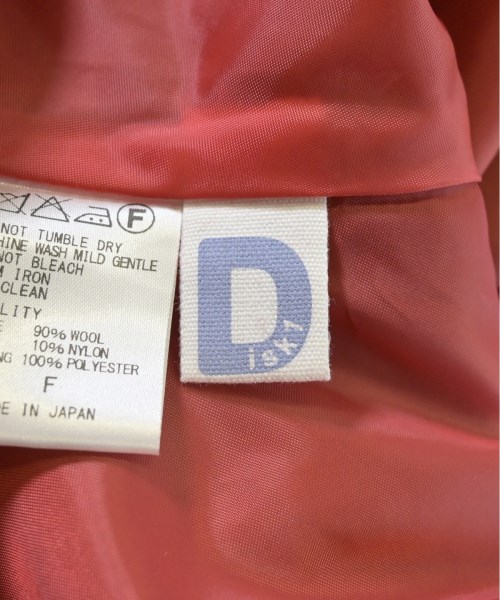 F
NOT TUMBLE DRY
HINE WASH MILD GENTLE
NOT BLEACH
M IRON
CLEAN
LITY
E 90% WOOL
10% NYLON
NG 100% POLYESTER
F
DE IN JAPAN
D